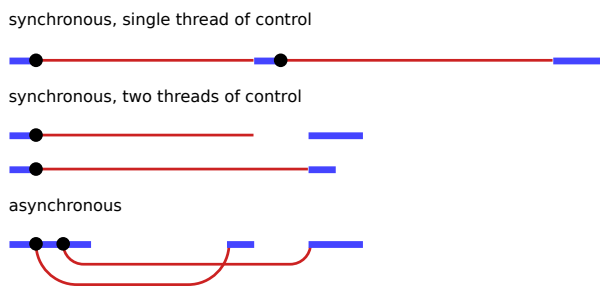 synchronous, single thread of control
synchronous, two threads of control
asynchronous